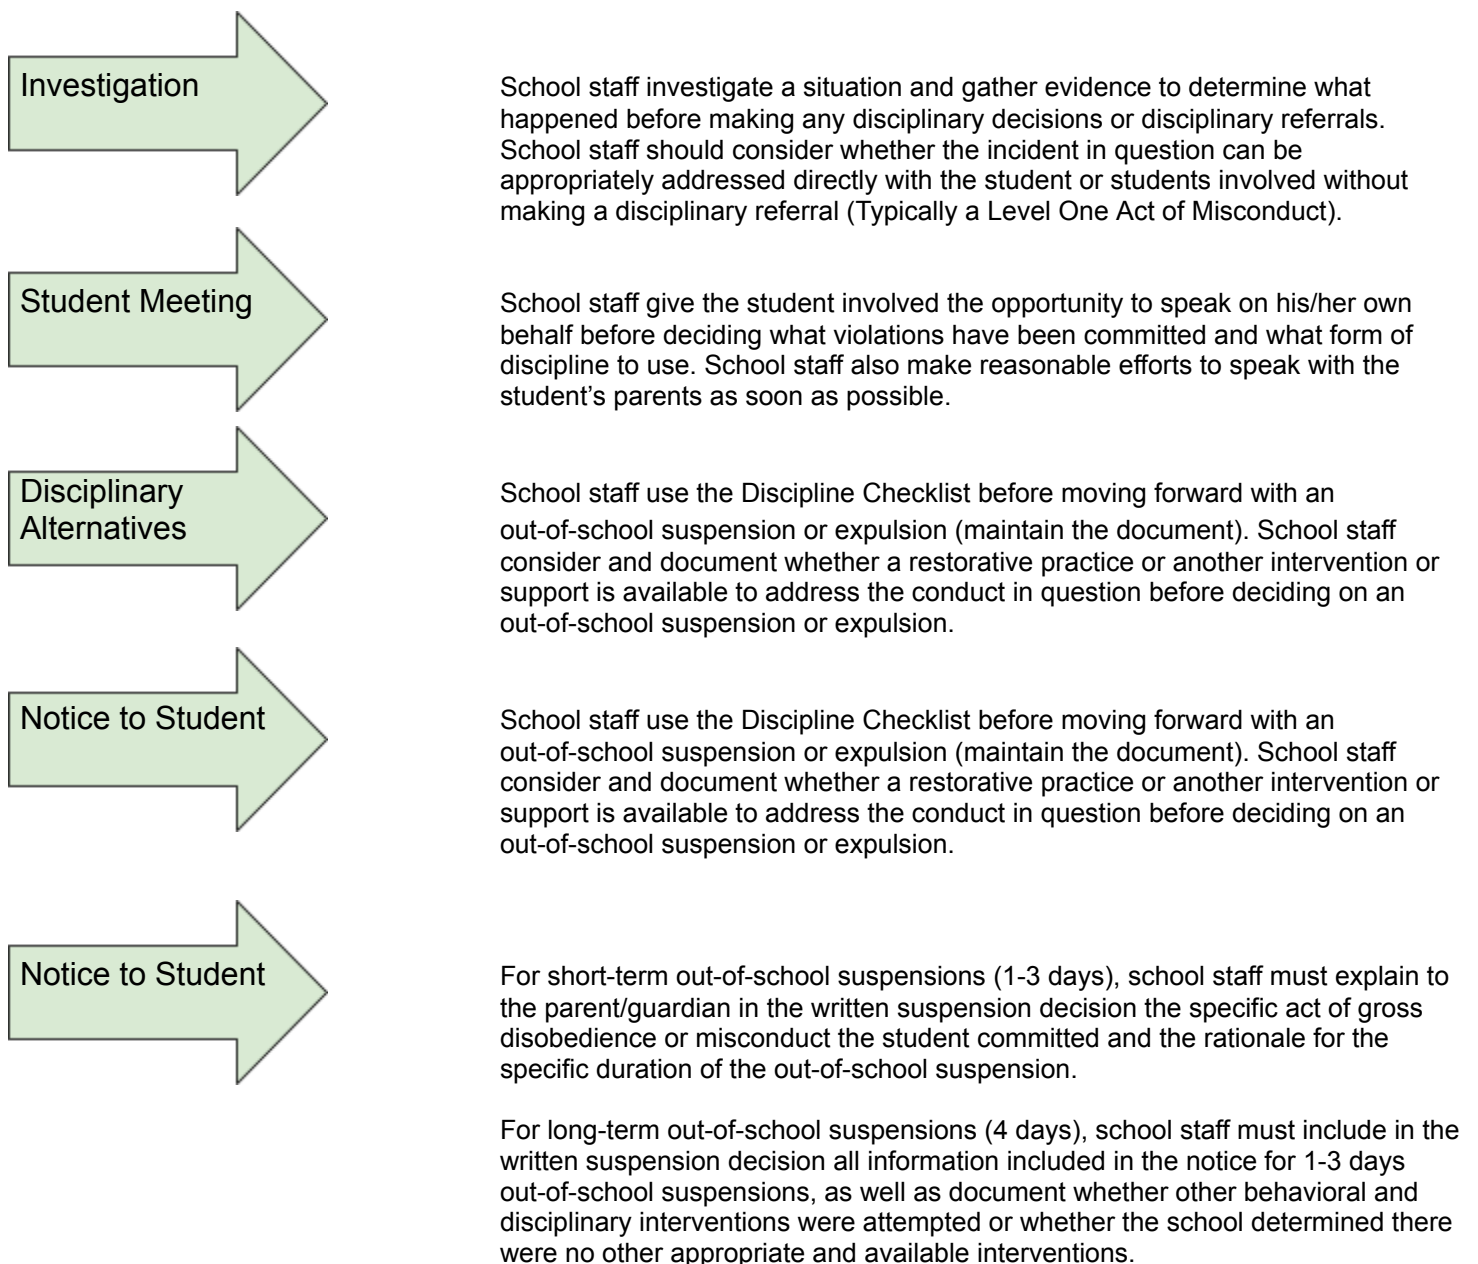 Investigation
School staff investigate a situation and gather evidence to determine what
happened before making any disciplinary decisions or disciplinary referrals.
School staff should consider whether the incident in question can be
appropriately addressed directly with the student or students involved without
making a disciplinary referral (Typically a Level One Act of Misconduct).
Student Meeting
School staff give the student involved the opportunity to speak on his/her own
behalf before deciding what violations have been committed and what form of
discipline to use. School staff also make reasonable efforts to speak with the
student’s parents as soon as possible.
Disciplinary
Alternatives
School staff use the Discipline Checklist before moving forward with an
out-of-school suspension or expulsion (maintain the document). School staff
consider and document whether a restorative practice or another intervention or
support is available to address the conduct in question before deciding on an
out-of-school suspension or expulsion.
Notice to Student
School staff use the Discipline Checklist before moving forward with an
out-of-school suspension or expulsion (maintain the document). School staff
consider and document whether a restorative practice or another intervention or
support is available to address the conduct in question before deciding on an
out-of-school suspension or expulsion.
Notice to Student
For short-term out-of-school suspensions (1-3 days), school staff must explain to
the parent/guardian in the written suspension decision the specific act of gross
disobedience or misconduct the student committed and the rationale for the
specific duration of the out-of-school suspension.
For long-term out-of-school suspensions (4 days), school staff must include in the
written suspension decision all information included in the notice for 1-3 days
out-of-school suspensions, as well as document whether other behavioral and
disciplinary interventions were attempted or whether the school determined there
were no other appropriate and available interventions.